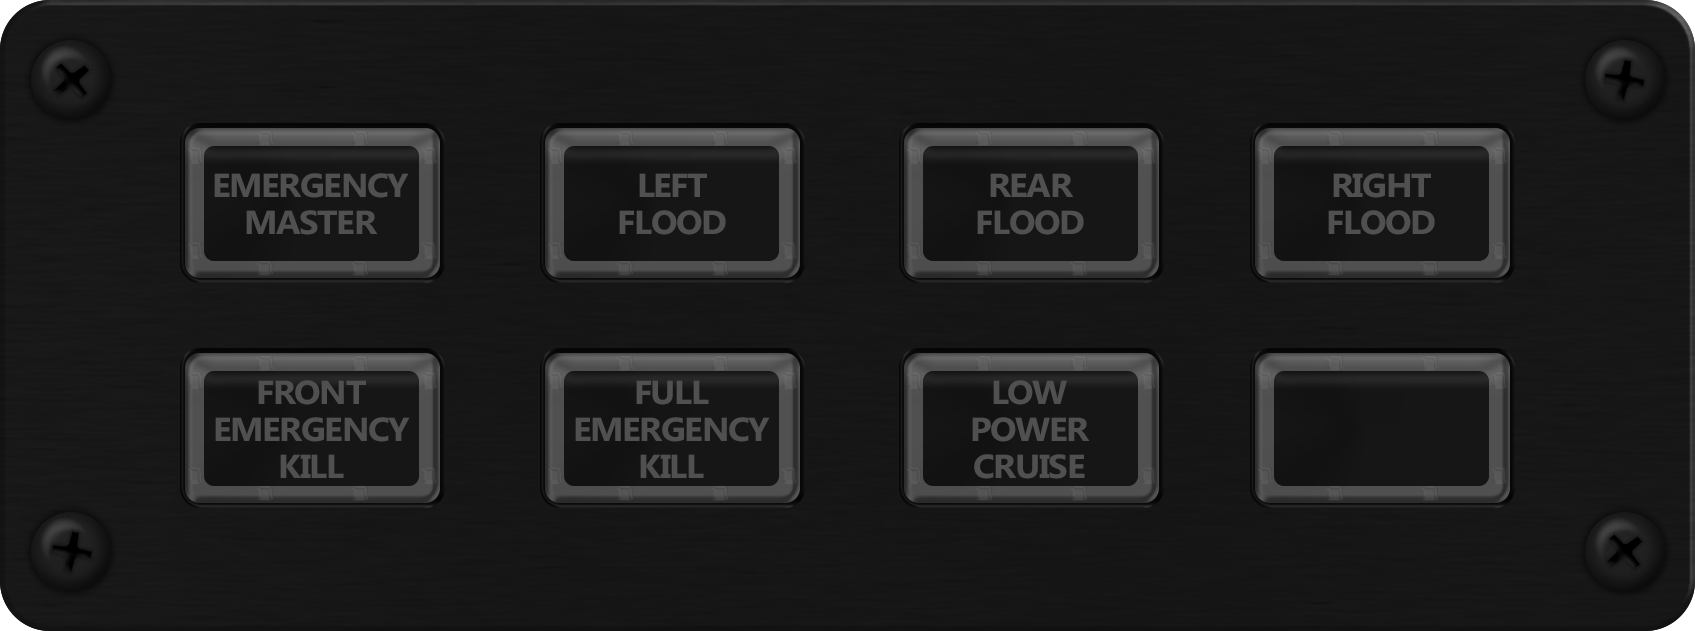 EMERGENCY
MASTER
LEFT
FLOOD
REAR
FLOOD
RIGHT
FLOOD
FRONT
EMERGENCY
KILL
FULL
EMERGENCY
KILL
LOW
POWER
CRUISE